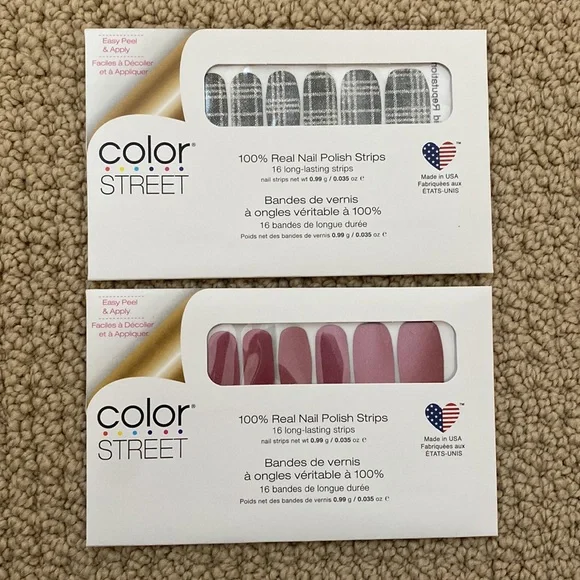 Easy Peel
& Apply
Faciles à Décoller
et à Appliquer
color®
STREET
100% Real Nail Polish Strips
16 long-lasting strips
nail strips net wt 0.99 g / 0.035 oz ℮
Bandes de vernis
à ongles véritable à 100%
16 bandes de longue durée
Poids net des bandes de vernis 0.99 g / 0.035 oz ℮
™
Made in USA
Fabriquées aux
ÉTATS-UNIS
Easy Peel
& Apply
Faciles à Décoller
et à Appliquer
color®
STREET
100% Real Nail Polish Strips
16 long-lasting strips
nail strips net wt 0.99 g / 0.035 oz ℮
Bandes de vernis
à ongles véritable à 100%
16 bandes de longue durée
Poids net des bandes de vernis 0.99 g / 0.035 oz ℮
™
Made in USA
Fabriquées aux
ÉTATS-UNIS